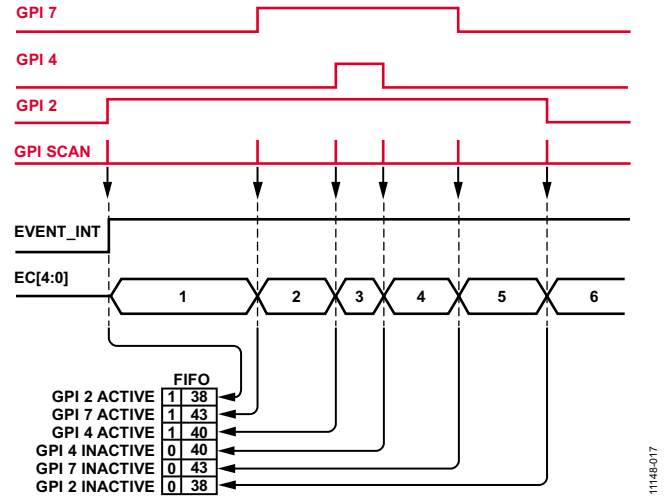 GPI 7
GPI 4
GPI 2
GPI SCAN
EVENT_INT
EC[4:0]
1 2 3 4 5 6
FIFO
GPI 2 ACTIVE 1 38
GPI 7 ACTIVE 1 43
GPI 4 ACTIVE 1 40
GPI 4 INACTIVE 0 40
GPI 7 INACTIVE 0 43
GPI 2 INACTIVE 0 38
11148-017